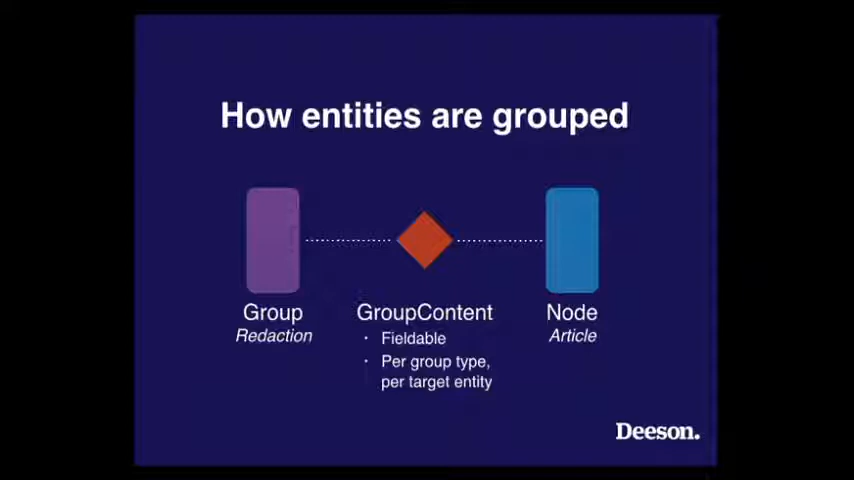 How entities are grouped
Group
Redaction
GroupContent
· Fieldable
· Per group type,
per target entity
Node
Article
Deeson.